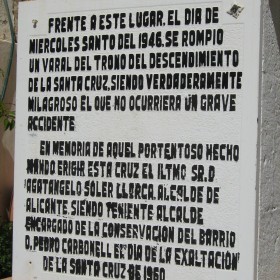 FRENTE A ESTE LUGAR. EL DIA DE
MIERCOLES SANTO DEL 1946, SE ROMPIO
UN VARAL DEL TRONO DEL DESCENDIMIENTO
DE LA SANTA CRUZ, SIENDO VERDADERAMENTE
MILAGROSO EL QUE NO OCURRIERA UN GRAVE
ACCIDENTE
EN MEMORIA DE AQUEL PORTENTOSO HECHO
MANDO ERIGIR ESTA CRUZ EL ILTMO SR. D
AGATANGELO SOLER LLORCA. ALCALDE DE
ALICANTE, SIENDO TENIENTE ALCALDE
ENCARGADO DE LA CONSERVACION DEL BARRIO
D, PEDRO CARBONELL EL DIA DE LA EXALTACION
DE LA SANTA CRUZ DE 1960